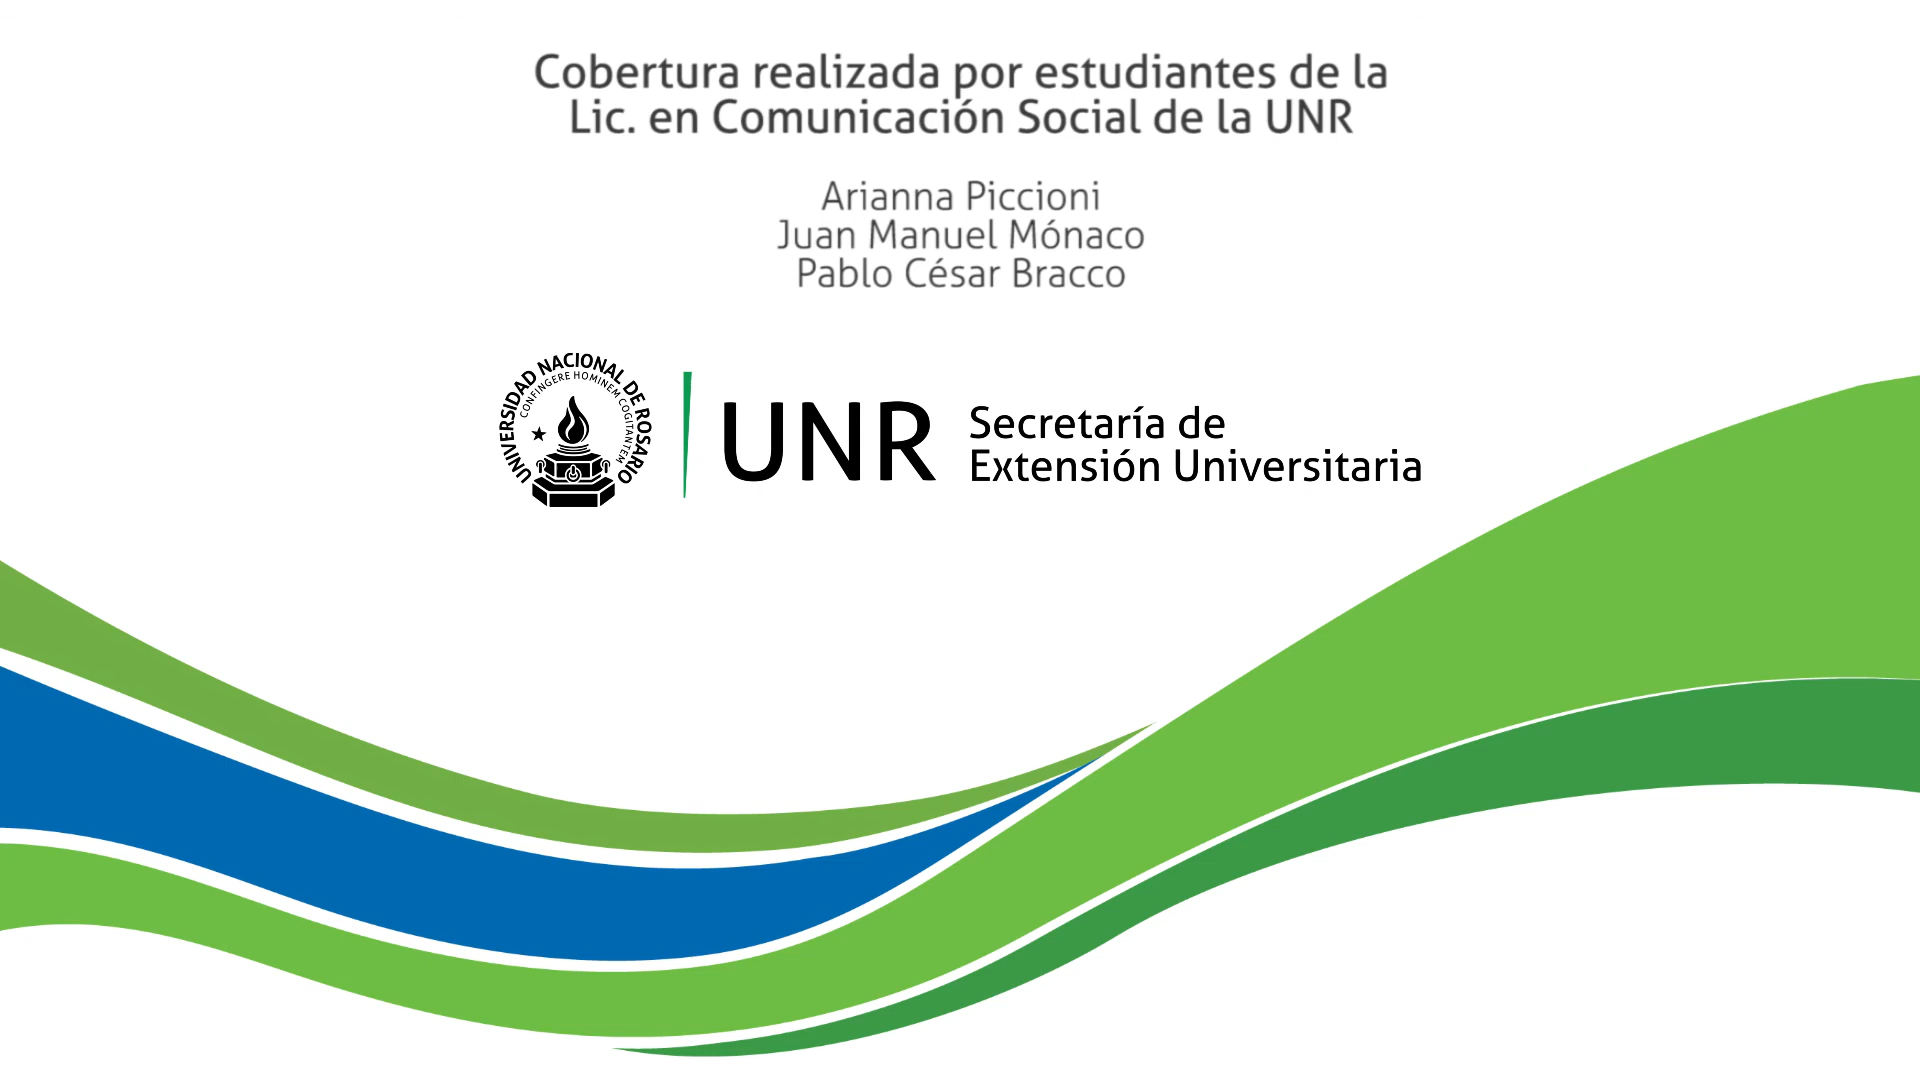 Cobertura realizada por estudiantes de la
Lic. en Comunicación Social de la UNR
Arianna Piccioni
Juan Manuel Mónaco
Pablo César Bracco
UNIVERSIDAD NACIONAL DE ROSARIO
CONFINGERE HOMINEM COGITANTEM
UNR
Secretaría de
Extensión Universitaria